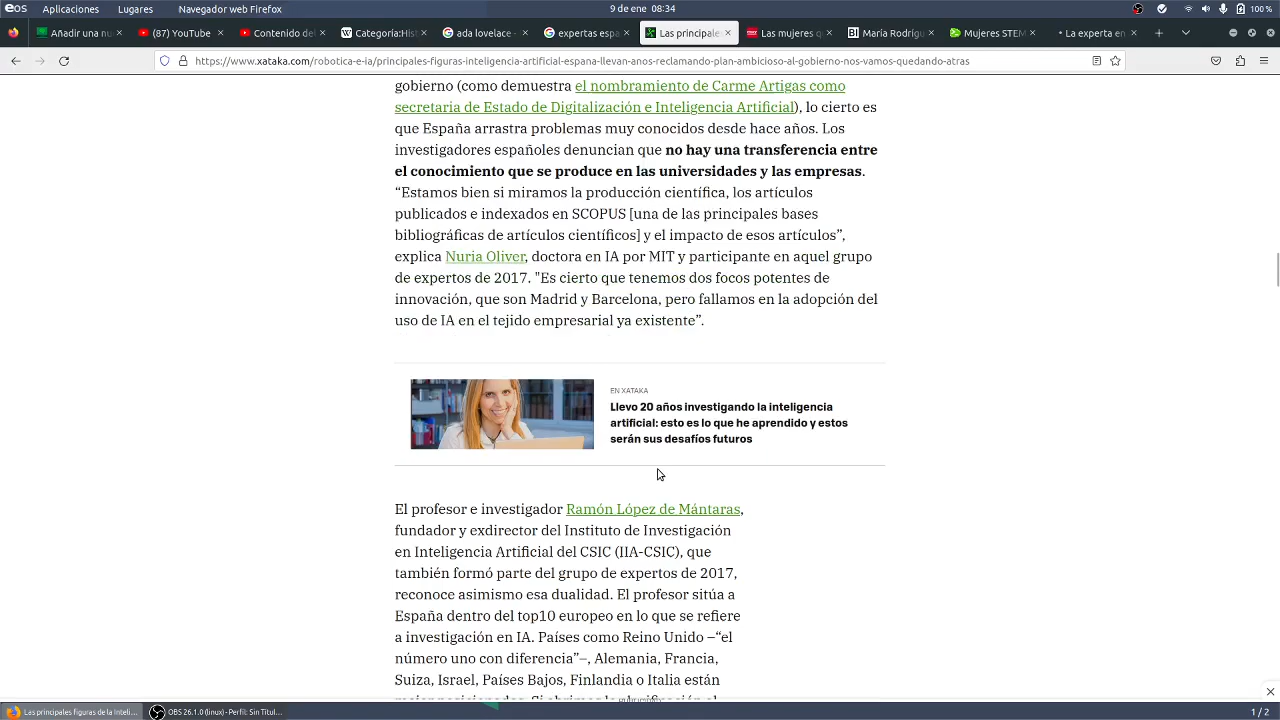 eOS Aplicaciones Lugares Navegador web Firefox 9 de ene 08:34 100 %
Añadir una nu (87) YouTube Contenido del Categoría:His ada lovelace - expertas espa Las principale Las mujeres q BI María Rodrig Mujeres STEM • La experta en
https://www.xataka.com/robotica-e-ia/principales-figuras-inteligencia-artificial-espana-llevan-anos-reclamando-plan-ambicioso-al-gobierno-nos-vamos-quedando-atras
gobierno (como demuestra el nombramiento de Carme Artigas como
secretaria de Estado de Digitalización e Inteligencia Artificial), lo cierto es
que España arrastra problemas muy conocidos desde hace años. Los
investigadores españoles denuncian que no hay una transferencia entre
el conocimiento que se produce en las universidades y las empresas.
“Estamos bien si miramos la producción científica, los artículos
publicados e indexados en SCOPUS [una de las principales bases
bibliográficas de artículos científicos] y el impacto de esos artículos”,
explica Nuria Oliver, doctora en IA por MIT y participante en aquel grupo
de expertos de 2017. "Es cierto que tenemos dos focos potentes de
innovación, que son Madrid y Barcelona, pero fallamos en la adopción del
uso de IA en el tejido empresarial ya existente”.
EN XATAKA
Llevo 20 años investigando la inteligencia
artificial: esto es lo que he aprendido y estos
serán sus desafíos futuros
El profesor e investigador Ramón López de Mántaras,
fundador y exdirector del Instituto de Investigación
en Inteligencia Artificial del CSIC (IIA-CSIC), que
también formó parte del grupo de expertos de 2017,
reconoce asimismo esa dualidad. El profesor sitúa a
España dentro del top10 europeo en lo que se refiere
a investigación en IA. Países como Reino Unido –“el
número uno con diferencia”–, Alemania, Francia,
Suiza, Israel, Países Bajos, Finlandia o Italia están
Las principales figuras de la Inteli... OBS 26.1.0 (linux) - Perfil: Sin Títul... 1 / 2